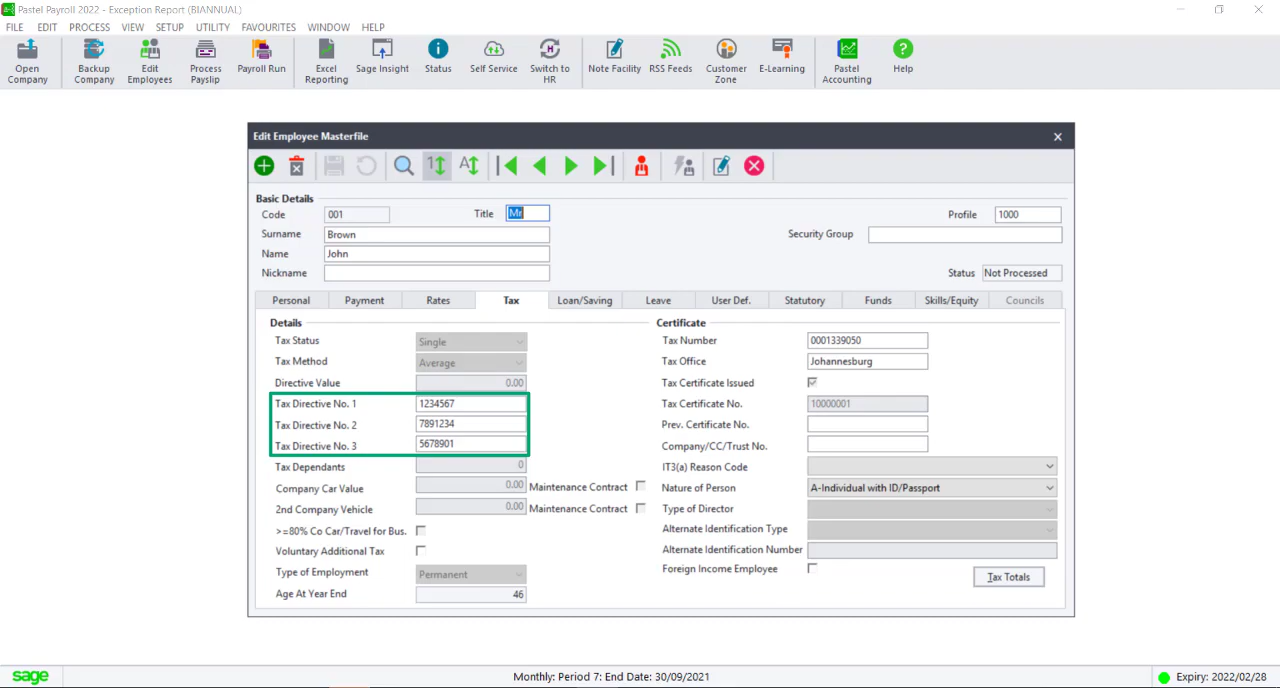 Pastel Payroll 2022 - Exception Report (BIANNUAL)
FILE EDIT PROCESS VIEW SETUP UTILITY FAVOURITES WINDOW HELP
Open Company
Backup Company
Edit Employees
Process Payslip
Payroll Run
Excel Reporting
Sage Insight
Status
Self Service
Switch to HR
Note Facility
RSS Feeds
Customer Zone
E-Learning
Pastel Accounting
Help
Edit Employee Masterfile
Basic Details
Code 001 Title Mr Profile 1000
Surname Brown Security Group
Name John
Nickname Status Not Processed
Personal Payment Rates Tax Loan/Saving Leave User Def. Statutory Funds Skills/Equity Councils
Details
Tax Status Single
Tax Method Average
Directive Value 0.00
Tax Directive No. 1 1234567
Tax Directive No. 2 7891234
Tax Directive No. 3 5678901
Tax Dependants 0
Company Car Value 0.00 Maintenance Contract
2nd Company Vehicle 0.00 Maintenance Contract
>=80% Co Car/Travel for Bus.
Voluntary Additional Tax
Type of Employment Permanent
Age At Year End 46
Certificate
Tax Number 0001339050
Tax Office Johannesburg
Tax Certificate Issued
Tax Certificate No. 10000001
Prev. Certificate No.
Company/CC/Trust No.
IT3(a) Reason Code
Nature of Person A-Individual with ID/Passport
Type of Director
Alternate Identification Type
Alternate Identification Number
Foreign Income Employee
Tax Totals
sage Monthly: Period 7: End Date: 30/09/2021 Expiry: 2022/02/28